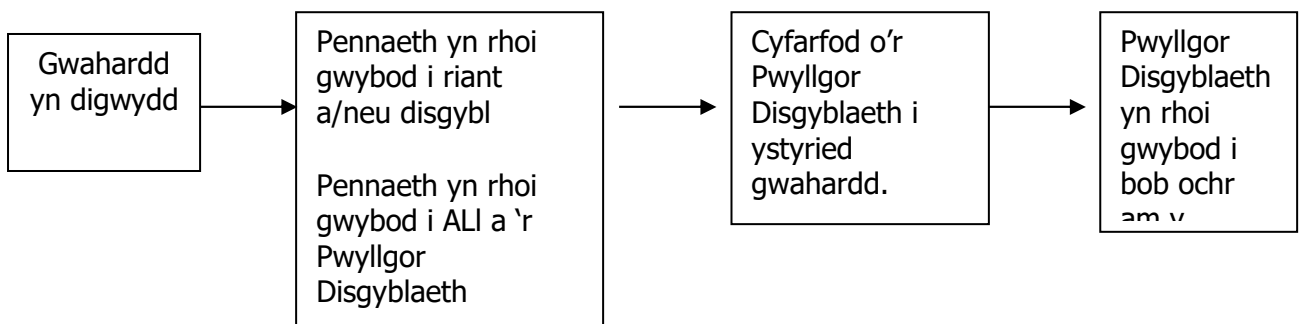 Gwahardd
yn digwydd
Pennaeth yn rhoi
gwybod i riant
a/neu disgybl
Pennaeth yn rhoi
gwybod i ALl a ‘r
Pwyllgor
Disgyblaeth
Cyfarfod o’r
Pwyllgor
Disgyblaeth i
ystyried
gwahardd.
Pwyllgor
Disgyblaeth
yn rhoi
gwybod i
bob ochr
am y